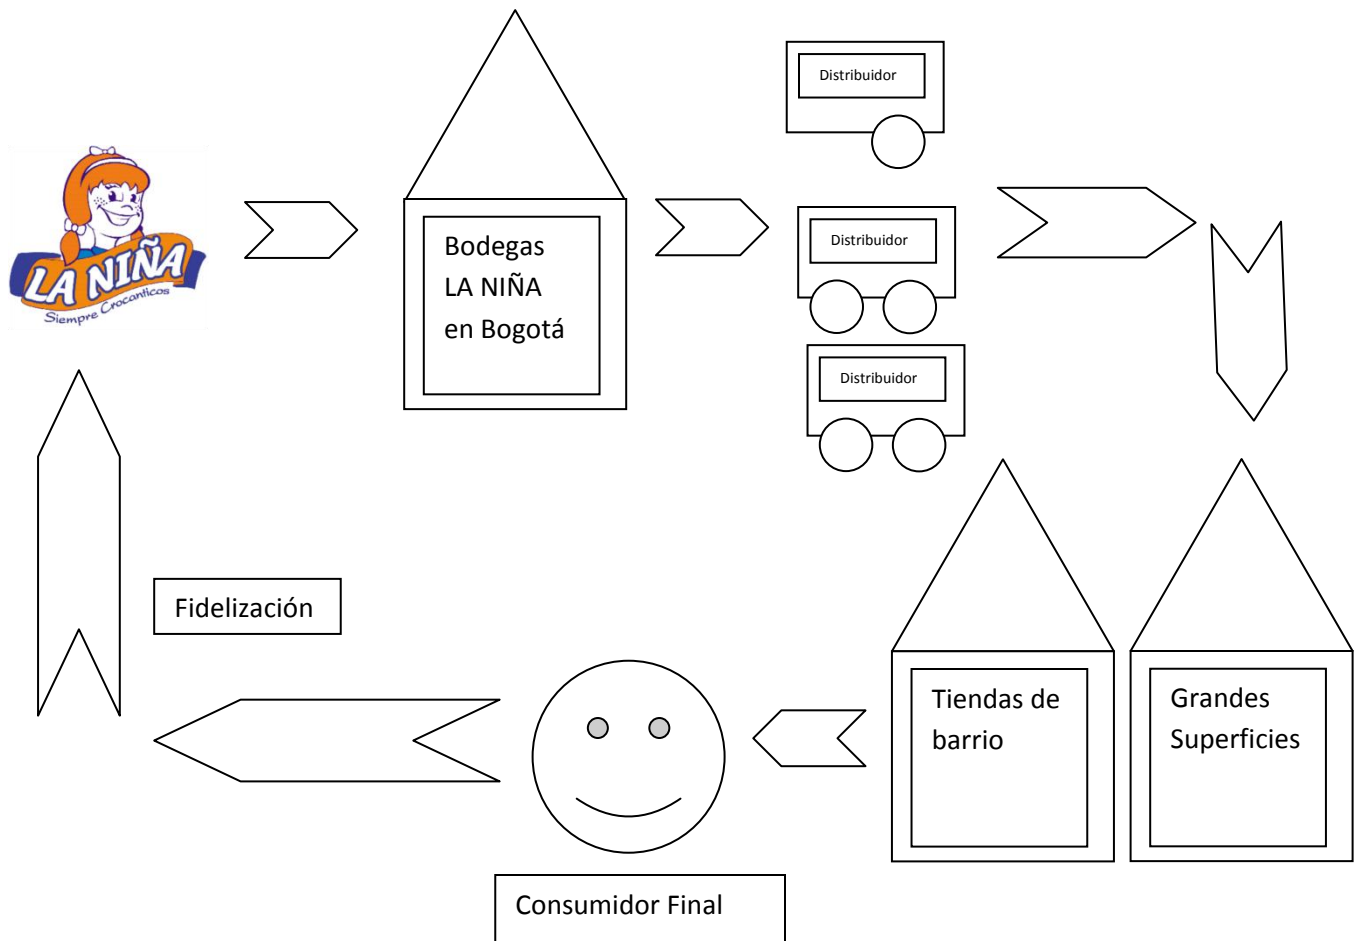 LA NIÑA
Siempre Crocanticos
Bodegas
LA NIÑA
en Bogotá
Distribuidor
Distribuidor
Distribuidor
Tiendas de
barrio
Grandes
Superficies
Fidelización
Consumidor Final